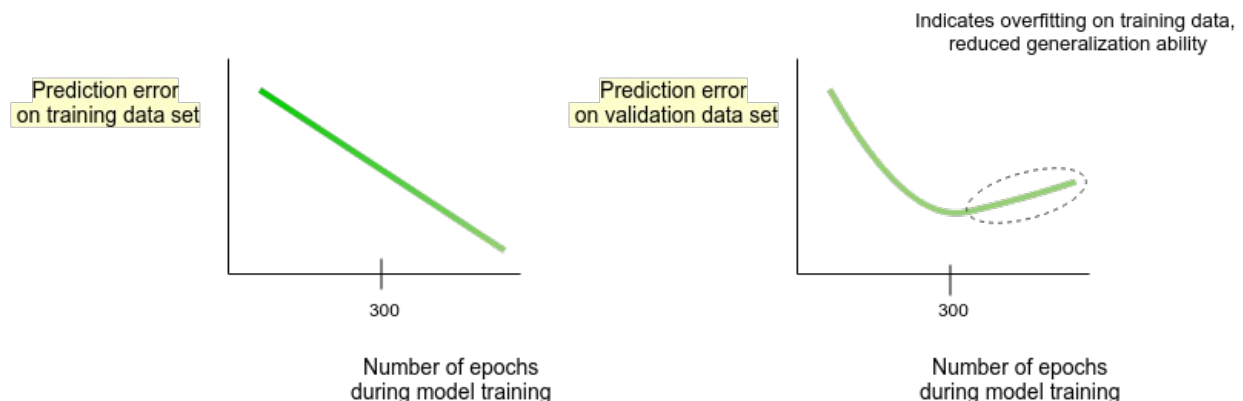 Indicates overfitting on training data,
reduced generalization ability
Prediction error
on training data set
Prediction error
on validation data set
300
300
Number of epochs
during model training
Number of epochs
during model training